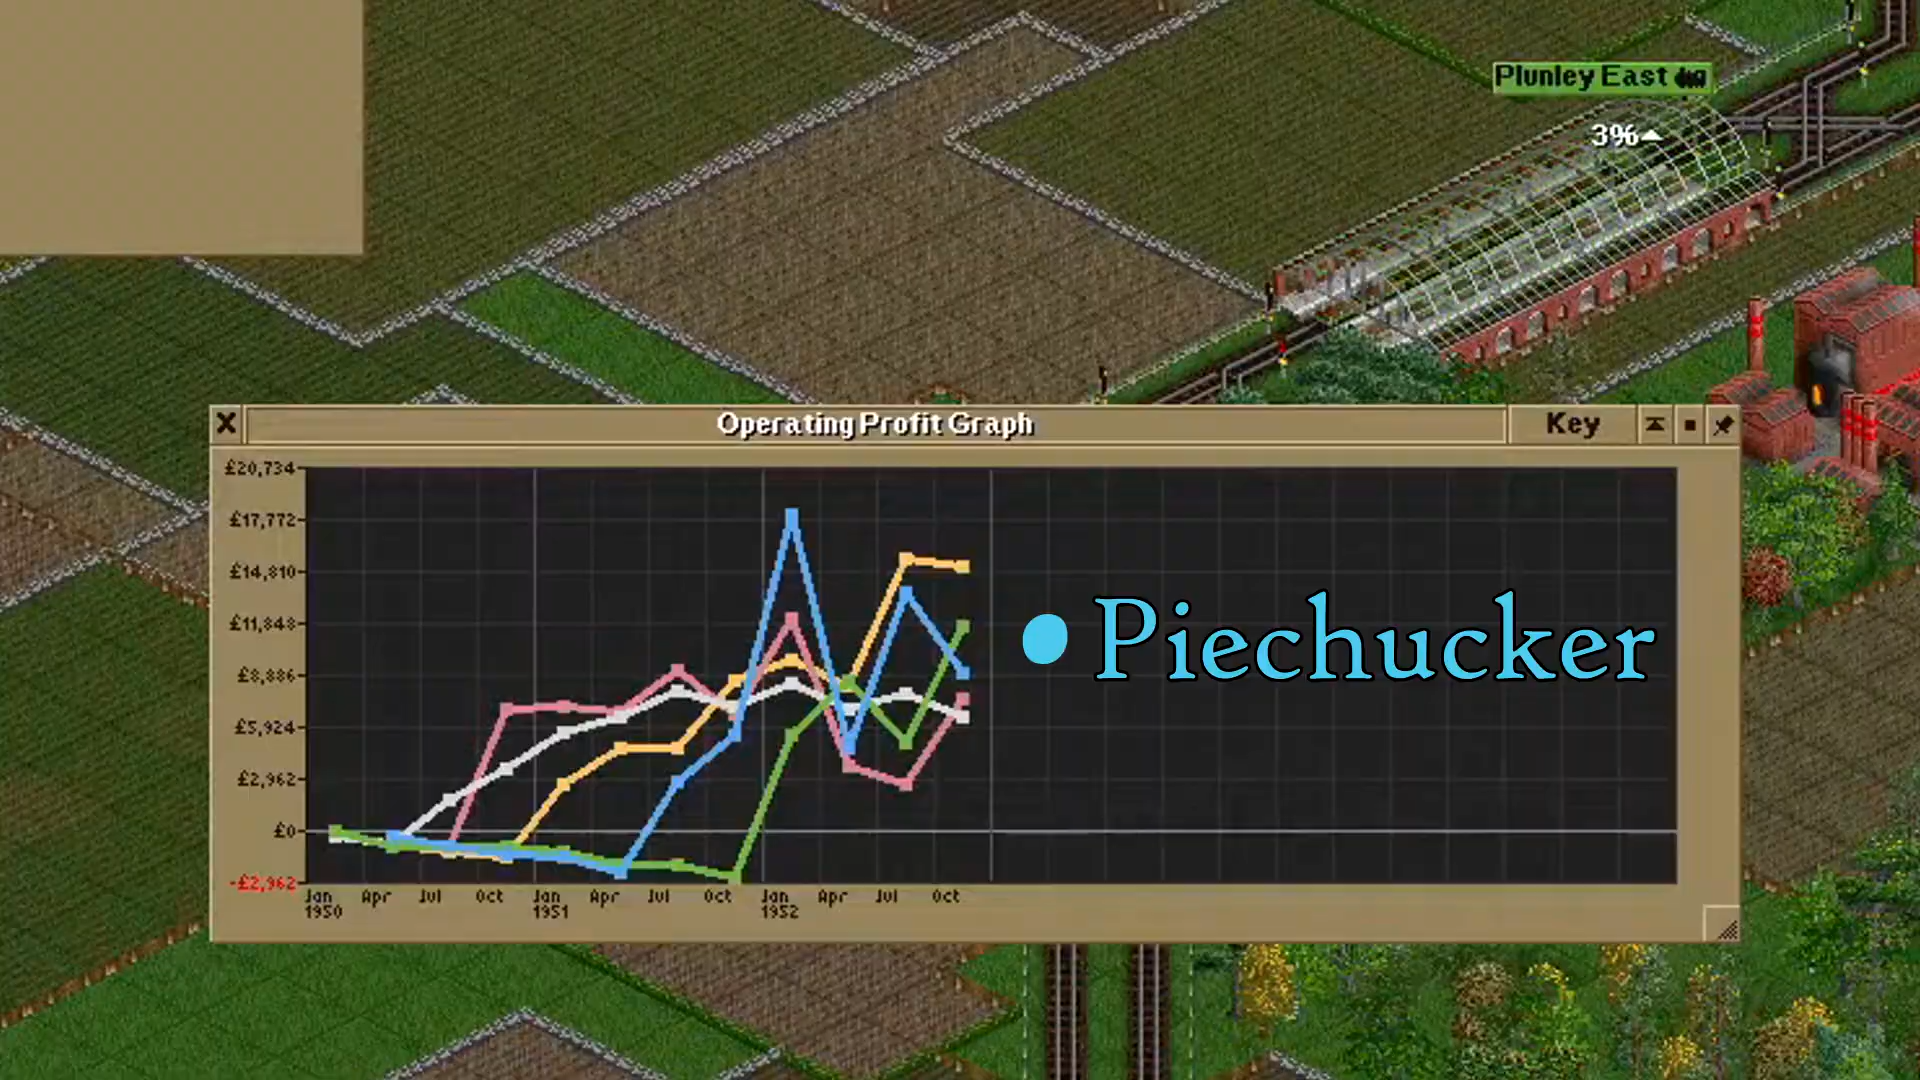 Plunley East
3%
Operating Profit Graph
Key
£20,734
£17,772
£14,810
£11,848
£8,886
£5,924
£2,962
£0
-£2,962
Jan Apr Jul Oct Jan Apr Jul Oct Jan Apr Jul Oct
1950 1951 1952
• Piechucker